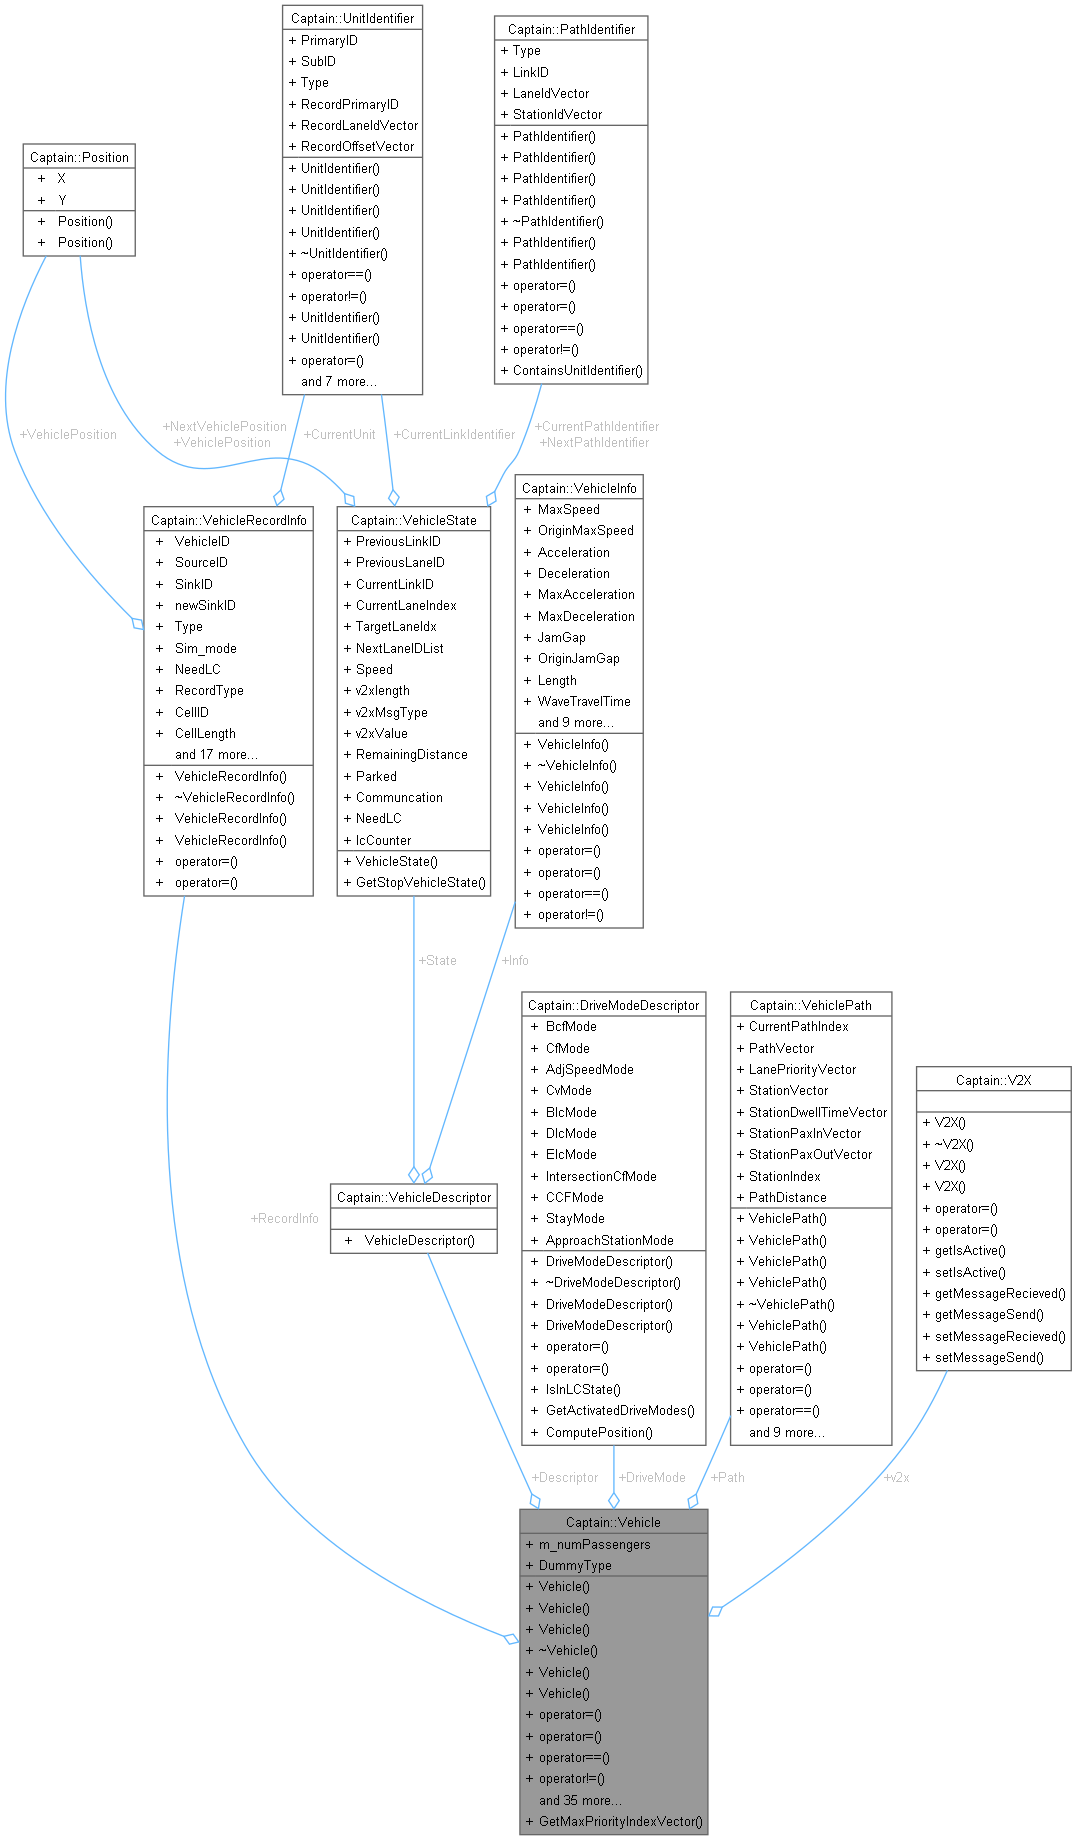 Captain::UnitIdentifier
+ PrimaryID
+ SubID
+ Type
+ RecordPrimaryID
+ RecordLaneIdVector
+ RecordOffsetVector
+ UnitIdentifier()
+ UnitIdentifier()
+ UnitIdentifier()
+ UnitIdentifier()
+ ~UnitIdentifier()
+ operator==()
+ operator!=()
+ UnitIdentifier()
+ UnitIdentifier()
+ operator=()
and 7 more...
Captain::PathIdentifier
+ Type
+ LinkID
+ LaneIdVector
+ StationIdVector
+ PathIdentifier()
+ PathIdentifier()
+ PathIdentifier()
+ PathIdentifier()
+ ~PathIdentifier()
+ PathIdentifier()
+ PathIdentifier()
+ operator=()
+ operator=()
+ operator==()
+ operator!=()
+ ContainsUnitIdentifier()
Captain::Position
+ X
+ Y
+ Position()
+ Position()
+VehiclePosition
+NextVehiclePosition
+VehiclePosition
+CurrentUnit
+CurrentLinkIdentifier
+CurrentPathIdentifier
+NextPathIdentifier
Captain::VehicleRecordInfo
+ VehicleID
+ SourceID
+ SinkID
+ newSinkID
+ Type
+ Sim_mode
+ NeedLC
+ RecordType
+ CellID
+ CellLength
and 17 more...
+ VehicleRecordInfo()
+ ~VehicleRecordInfo()
+ VehicleRecordInfo()
+ VehicleRecordInfo()
+ operator=()
+ operator=()
Captain::VehicleState
+ PreviousLinkID
+ PreviousLaneID
+ CurrentLinkID
+ CurrentLaneIndex
+ TargetLaneIdx
+ NextLaneIDList
+ Speed
+ v2xlength
+ v2xMsgType
+ v2xValue
+ RemainingDistance
+ Parked
+ Communcation
+ NeedLC
+ lcCounter
+ VehicleState()
+ GetStopVehicleState()
Captain::VehicleInfo
+ MaxSpeed
+ OriginMaxSpeed
+ Acceleration
+ Deceleration
+ MaxAcceleration
+ MaxDeceleration
+ JamGap
+ OriginJamGap
+ Length
+ WaveTravelTime
and 9 more...
+ VehicleInfo()
+ ~VehicleInfo()
+ VehicleInfo()
+ VehicleInfo()
+ VehicleInfo()
+ operator=()
+ operator=()
+ operator==()
+ operator!=()
+State
+Info
Captain::VehicleDescriptor
+ VehicleDescriptor()
+RecordInfo
Captain::DriveModeDescriptor
+ BcfMode
+ CfMode
+ AdjSpeedMode
+ CvMode
+ BlcMode
+ DlcMode
+ ElcMode
+ IntersectionCfMode
+ CCFMode
+ StayMode
+ ApproachStationMode
+ DriveModeDescriptor()
+ ~DriveModeDescriptor()
+ DriveModeDescriptor()
+ DriveModeDescriptor()
+ operator=()
+ operator=()
+ IsInLCState()
+ GetActivatedDriveModes()
+ ComputePosition()
Captain::VehiclePath
+ CurrentPathIndex
+ PathVector
+ LanePriorityVector
+ StationVector
+ StationDwellTimeVector
+ StationPaxInVector
+ StationPaxOutVector
+ StationIndex
+ PathDistance
+ VehiclePath()
+ VehiclePath()
+ VehiclePath()
+ VehiclePath()
+ ~VehiclePath()
+ VehiclePath()
+ VehiclePath()
+ operator=()
+ operator=()
+ operator==()
and 9 more...
Captain::V2X
+ V2X()
+ ~V2X()
+ V2X()
+ V2X()
+ operator=()
+ operator=()
+ getIsActive()
+ setIsActive()
+ getMessageRecieved()
+ getMessageSend()
+ setMessageRecieved()
+ setMessageSend()
+Descriptor
+DriveMode
+Path
+v2x
Captain::Vehicle
+ m_numPassengers
+ DummyType
+ Vehicle()
+ Vehicle()
+ Vehicle()
+ ~Vehicle()
+ Vehicle()
+ Vehicle()
+ operator=()
+ operator=()
+ operator==()
+ operator!=()
and 35 more...
+ GetMaxPriorityIndexVector()